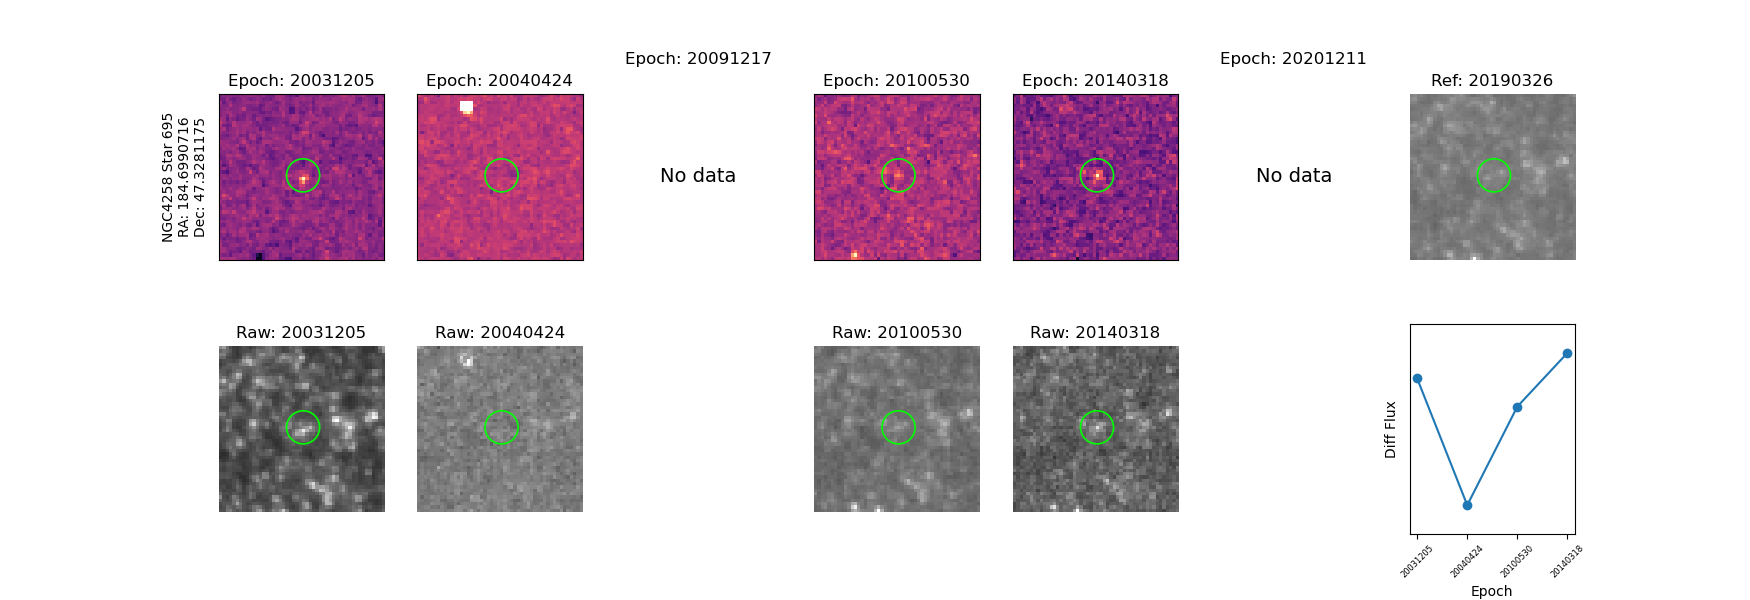 Epoch: 20031205
Epoch: 20040424
Epoch: 20091217
Epoch: 20100530
Epoch: 20140318
Epoch: 20201211
Ref: 20190326
NGC4258 Star 695
RA: 184.6990716
Dec: 47.3281175
No data
No data
Raw: 20031205
Raw: 20040424
Raw: 20100530
Raw: 20140318
Diff Flux
20031205
20040424
20100530
20140318
Epoch